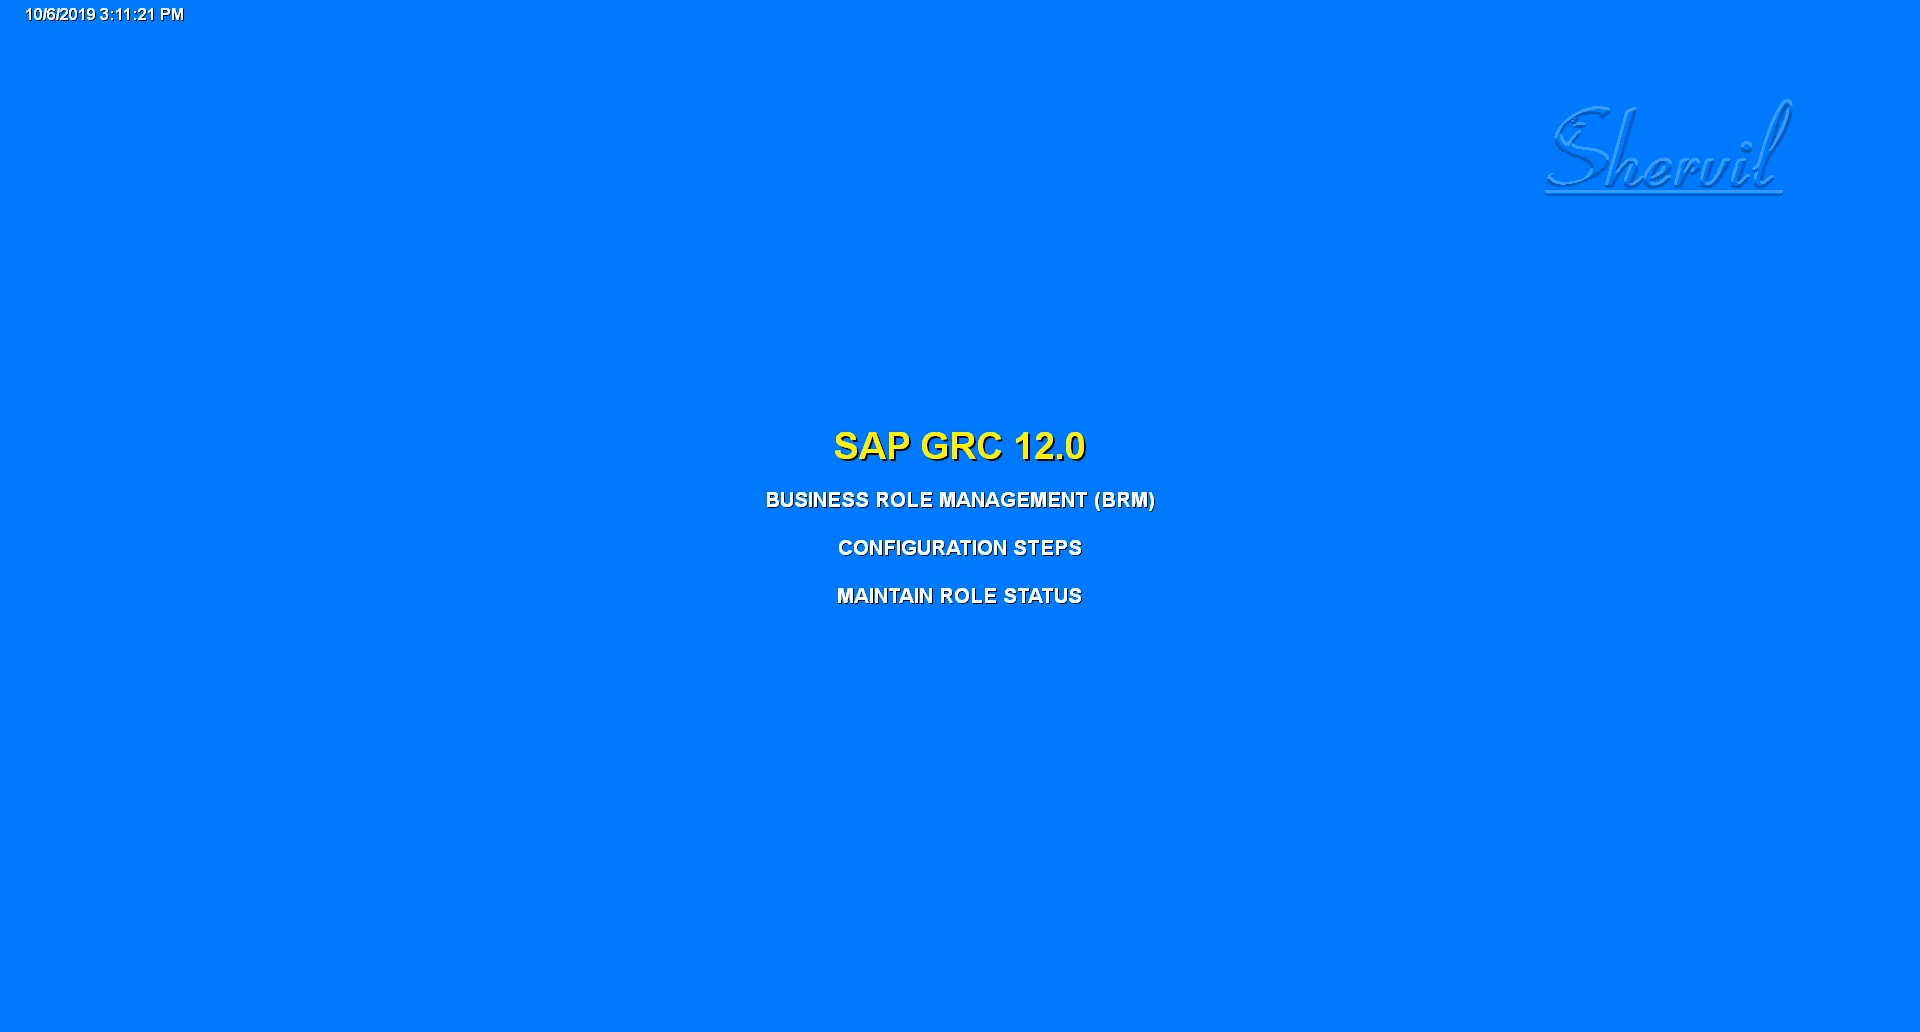 10/6/2019 3:11:21 PM
Shervil
SAP GRC 12.0
BUSINESS ROLE MANAGEMENT (BRM)
CONFIGURATION STEPS
MAINTAIN ROLE STATUS